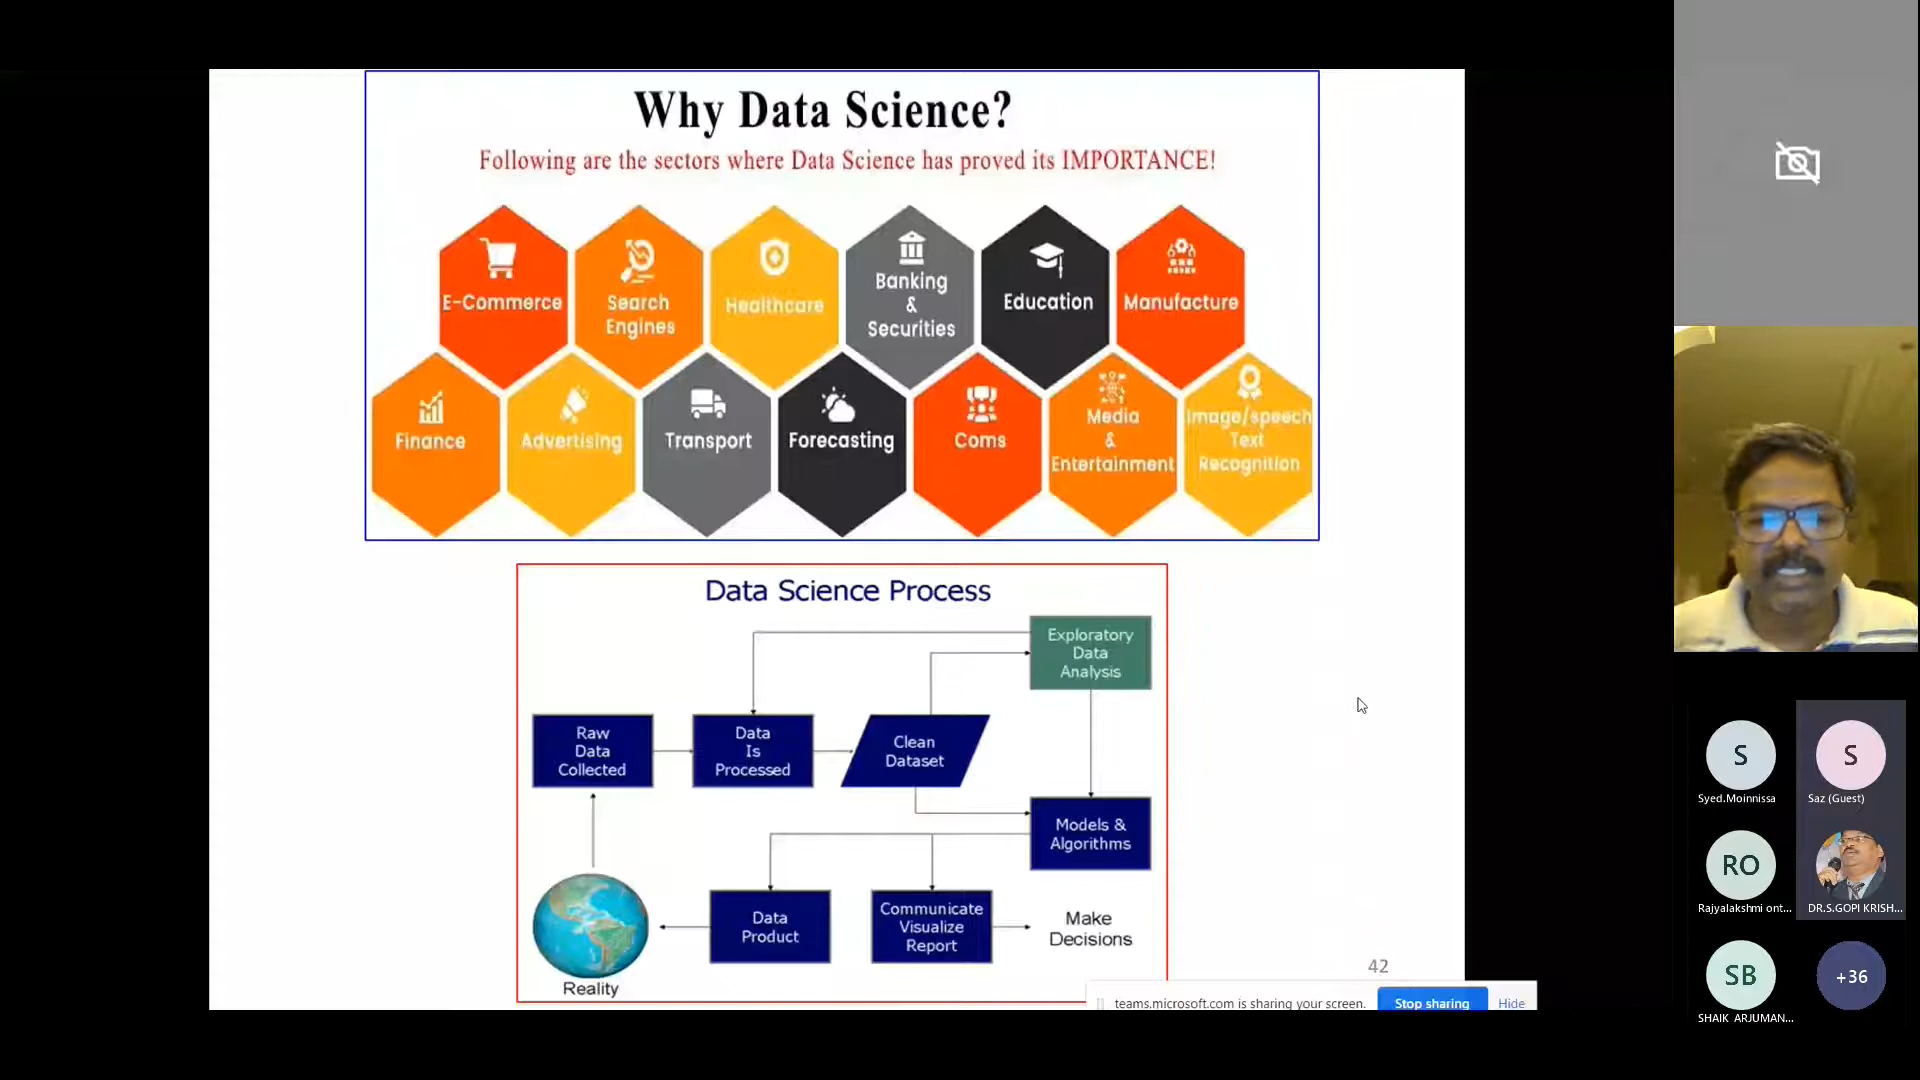 Why Data Science?
Following are the sectors where Data Science has proved its IMPORTANCE!
E-Commerce
Search
Engines
Healthcare
Banking
&
Securities
Education
Manufacture
Finance
Advertising
Transport
Forecasting
Coms
Media
&
Entertainment
Image/speech
Text
Recognition
Data Science Process
Exploratory
Data
Analysis
Raw
Data
Collected
Data
Is
Processed
Clean
Dataset
Models &
Algorithms
Data
Product
Communicate
Visualize
Report
Make
Decisions
Reality
42
teams.microsoft.com is sharing your screen.
Stop sharing
Hide
S
Syed.Moinnissa
S
Saz (Guest)
RO
Rajyalakshmi ont...
DR.S.GOPI KRISH...
SB
SHAIK ARJUMAN...
+36